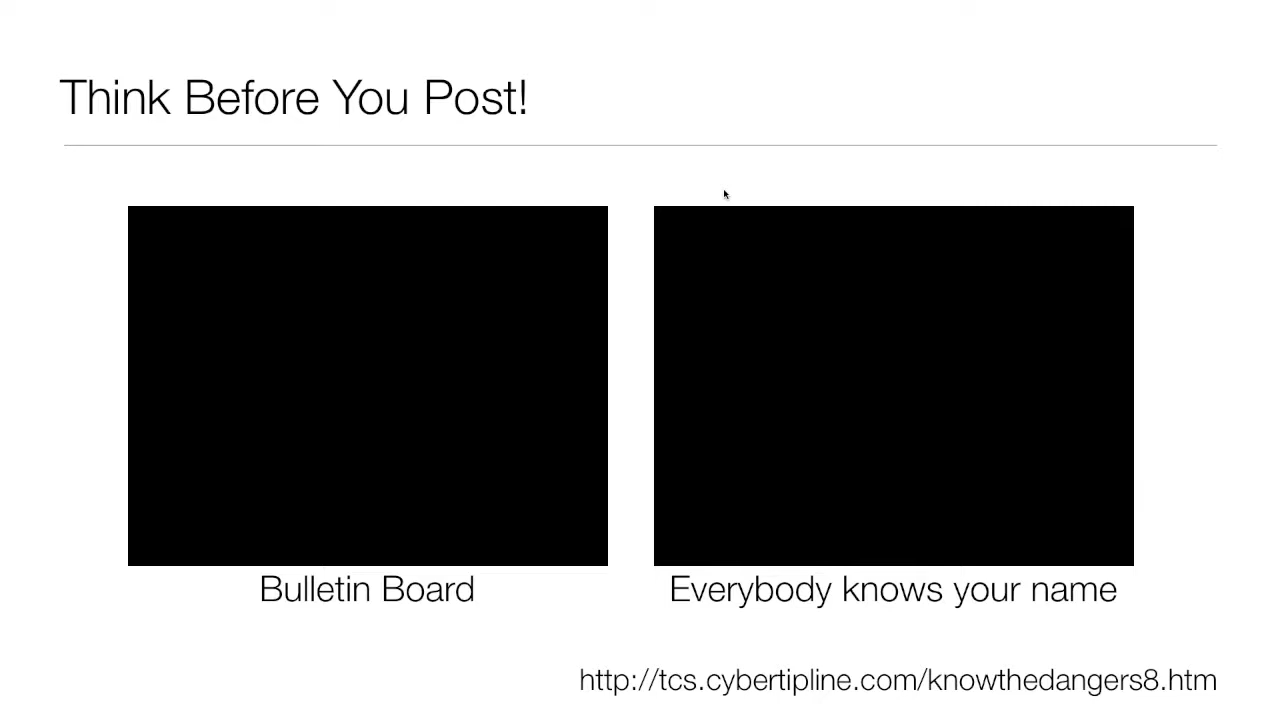 Think Before You Post!
Bulletin Board
Everybody knows your name
http://tcs.cybertipline.com/knowthedangers8.htm